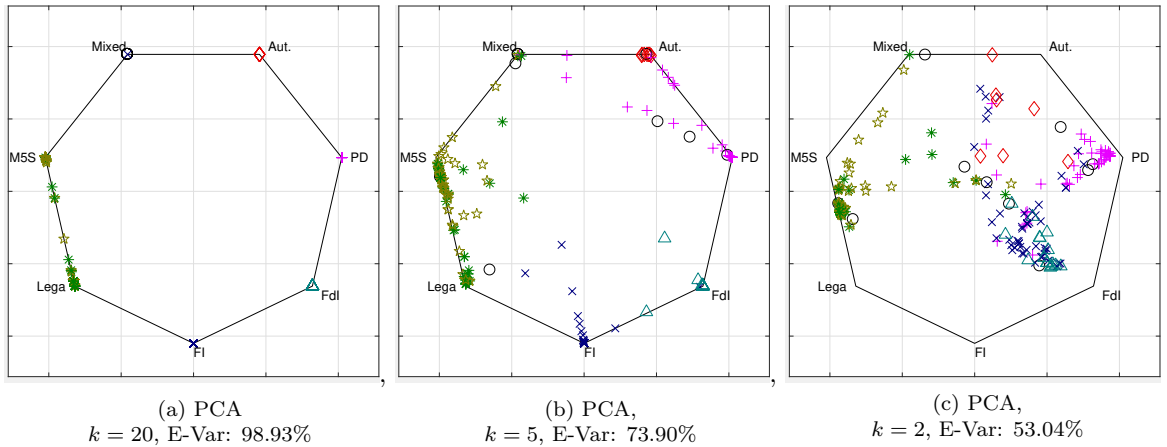 Mixed
Aut.
M5S
PD
Lega
FdI
FI
,
Mixed
Aut.
M5S
PD
Lega
FdI
FI
,
Mixed
Aut.
M5S
PD
Lega
FdI
FI
(a) PCA
k = 20, E-Var: 98.93%
(b) PCA,
k = 5, E-Var: 73.90%
(c) PCA,
k = 2, E-Var: 53.04%